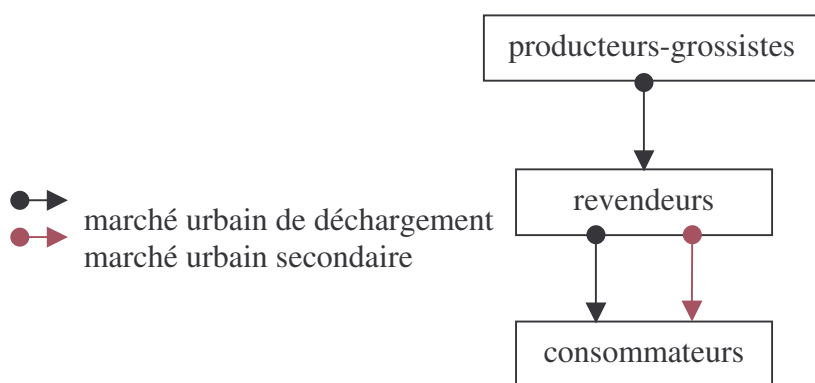 producteurs-grossistes
revendeurs
marché urbain de déchargement
marché urbain secondaire
consommateurs